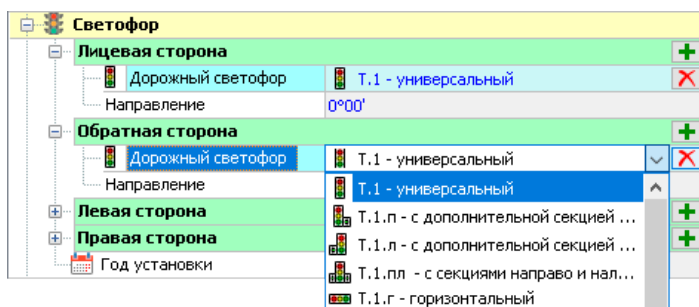 Светофор
Лицевая сторона
Дорожный светофор Т.1 - универсальный
Направление 0°00'
Обратная сторона
Дорожный светофор Т.1 - универсальный
Направление Т.1 - универсальный
Левая сторона Т.1.п - с дополнительной секцией ...
Т.1.л - с дополнительной секцией ...
Правая сторона Т.1.пл - с секциями направо и нал...
Год установки Т.1.г - горизонтальный